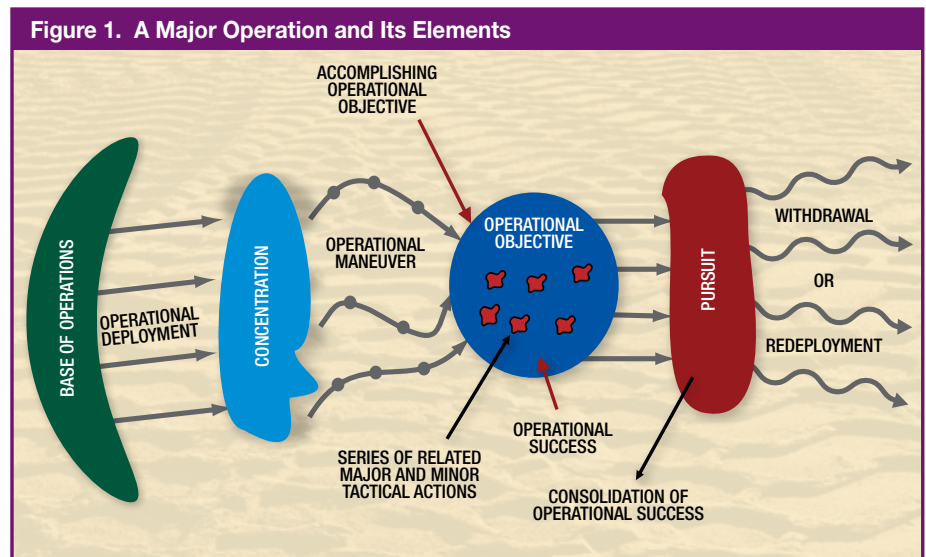 Figure 1. A Major Operation and Its Elements
ACCOMPLISHING
OPERATIONAL
OBJECTIVE
BASE OF OPERATIONS
OPERATIONAL
DEPLOYMENT
CONCENTRATION
OPERATIONAL
MANEUVER
OPERATIONAL
OBJECTIVE
PURSUIT
WITHDRAWAL
OR
REDEPLOYMENT
SERIES OF RELATED
MAJOR AND MINOR
TACTICAL ACTIONS
OPERATIONAL
SUCCESS
CONSOLIDATION OF
OPERATIONAL SUCCESS